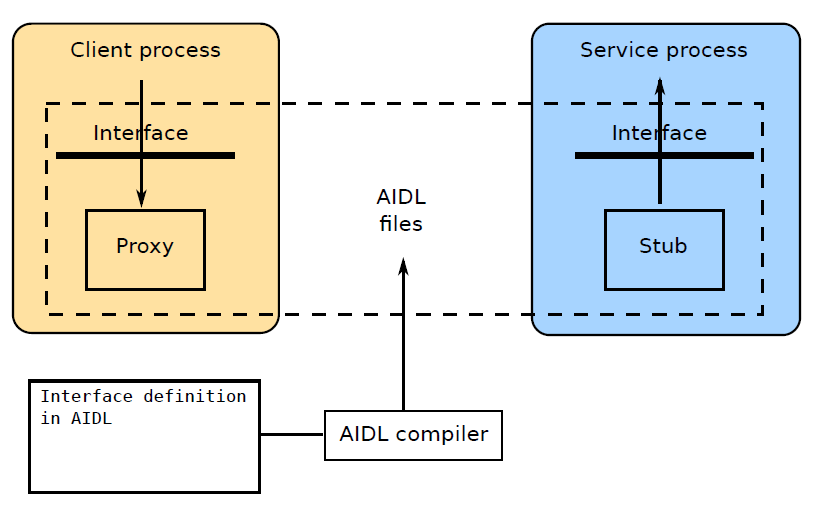 Client process
Service process
Interface
Interface
AIDL
files
Proxy
Stub
Interface definition
in AIDL
AIDL compiler